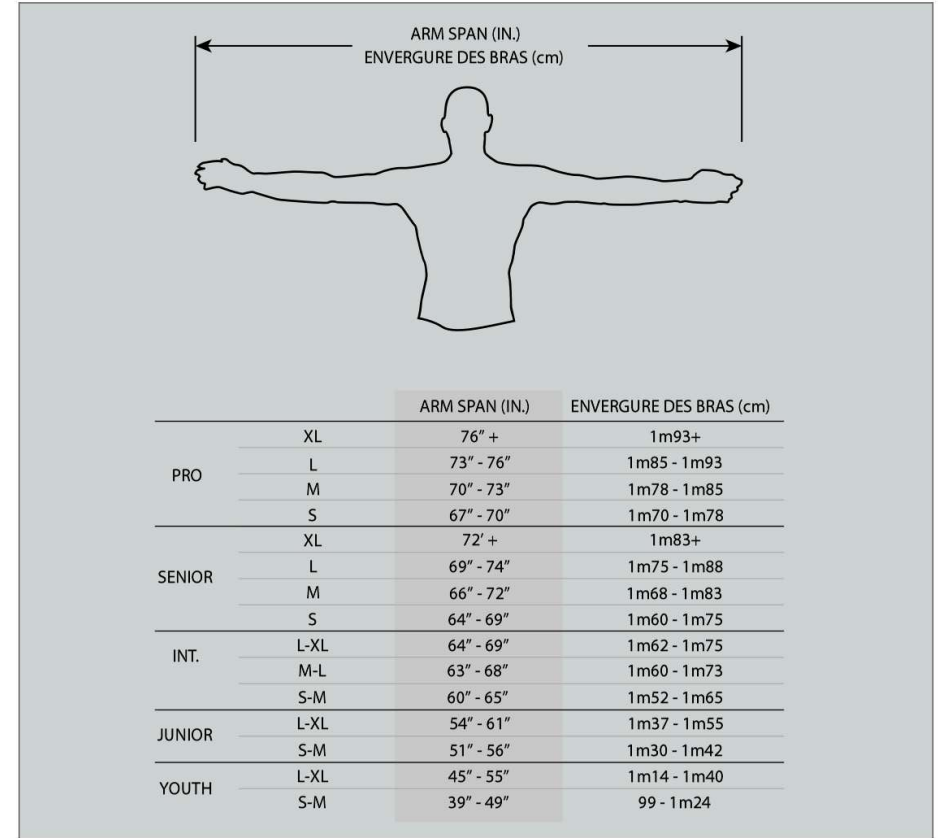 ARM SPAN (IN.)
ENVERGURE DES BRAS (cm)
ARM SPAN (IN.) ENVERGURE DES BRAS (cm)
PRO
XL 76” + 1m93+
L 73” - 76” 1m85 - 1m93
M 70” - 73” 1m78 - 1m85
S 67” - 70” 1m70 - 1m78
SENIOR
XL 72’ + 1m83+
L 69” - 74” 1m75 - 1m88
M 66” - 72” 1m68 - 1m83
S 64” - 69” 1m60 - 1m75
INT.
L-XL 64” - 69” 1m62 - 1m75
M-L 63” - 68” 1m60 - 1m73
S-M 60” - 65” 1m52 - 1m65
JUNIOR
L-XL 54” - 61” 1m37 - 1m55
S-M 51” - 56” 1m30 - 1m42
YOUTH
L-XL 45” - 55” 1m14 - 1m40
S-M 39” - 49” 99 - 1m24